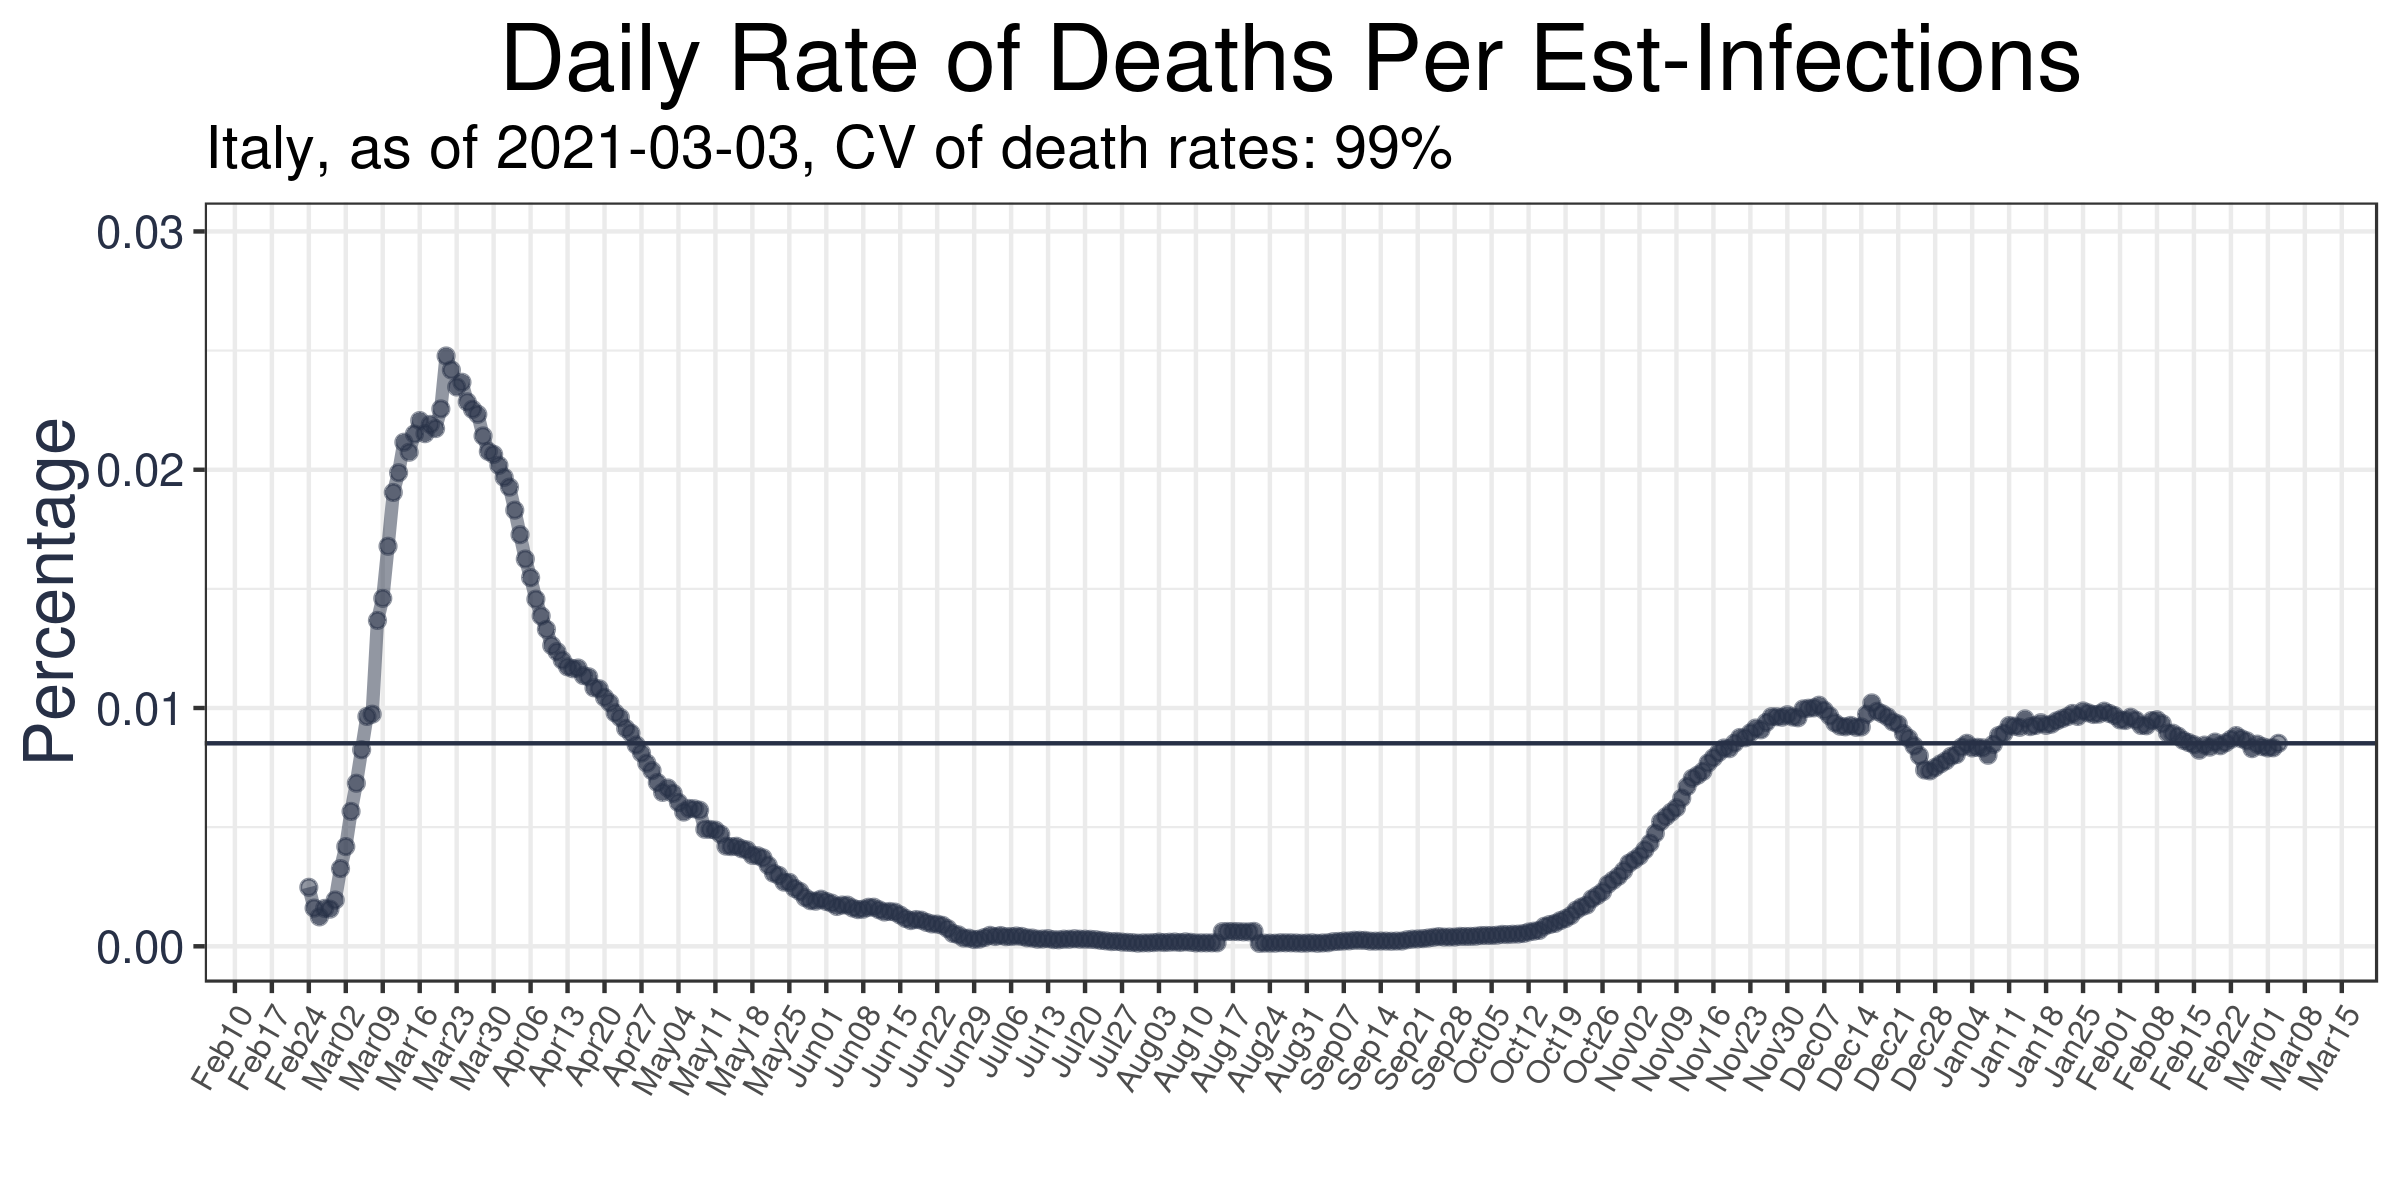 Daily Rate of Deaths Per Est-Infections
Italy, as of 2021-03-03, CV of death rates: 99%
Percentage
0.03
0.02
0.01
0.00
Feb10 Feb17 Feb24 Mar02 Mar09 Mar16 Mar23 Mar30 Apr06 Apr13 Apr20 Apr27 May04 May11 May18 May25 Jun01 Jun08 Jun15 Jun22 Jun29 Jul06 Jul13 Jul20 Jul27 Aug03 Aug10 Aug17 Aug24 Aug31 Sep07 Sep14 Sep21 Sep28 Oct05 Oct12 Oct19 Oct26 Nov02 Nov09 Nov16 Nov23 Nov30 Dec07 Dec14 Dec21 Dec28 Jan04 Jan11 Jan18 Jan25 Feb01 Feb08 Feb15 Feb22 Mar01 Mar08 Mar15